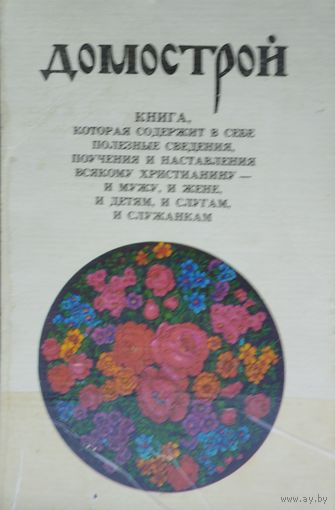 ДОМОСТРОЙ
КНИГА,
КОТОРАЯ СОДЕРЖИТ В СЕБЕ
ПОЛЕЗНЫЕ СВЕДЕНИЯ,
ПОУЧЕНИЯ И НАСТАВЛЕНИЯ
ВСЯКОМУ ХРИСТИАНИНУ —
И МУЖУ, И ЖЕНЕ,
И ДЕТЯМ, И СЛУГАМ,
И СЛУЖАНКАМ
www.ay.by